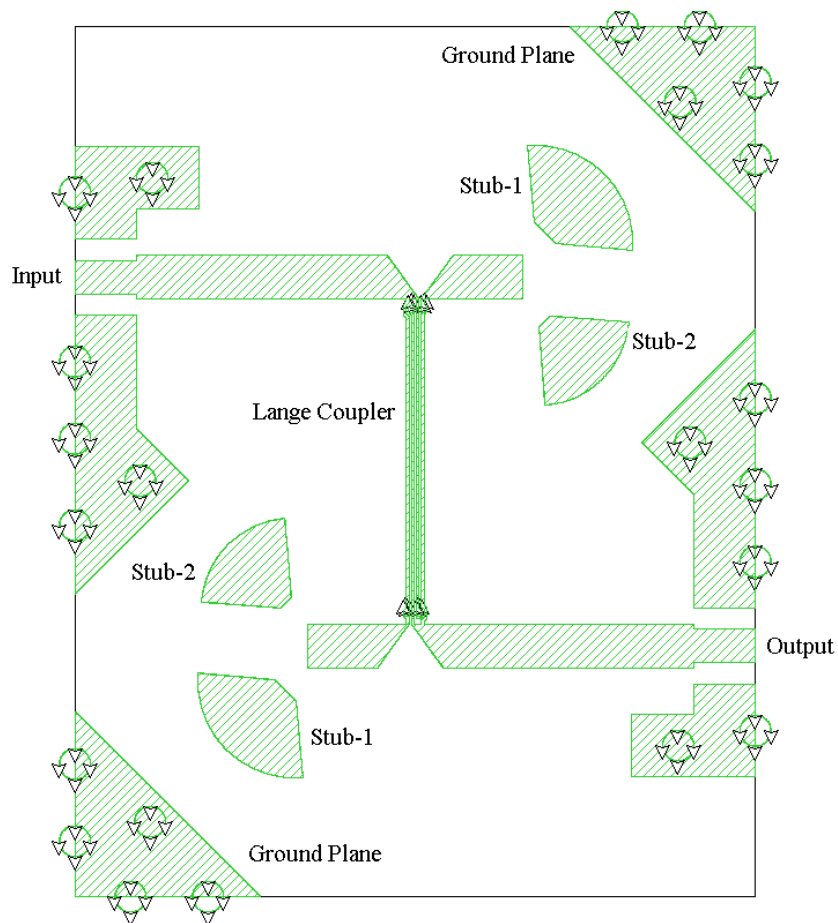 Ground Plane
Stub-1
Input
Stub-2
Lange Coupler
Stub-2
Output
Stub-1
Ground Plane